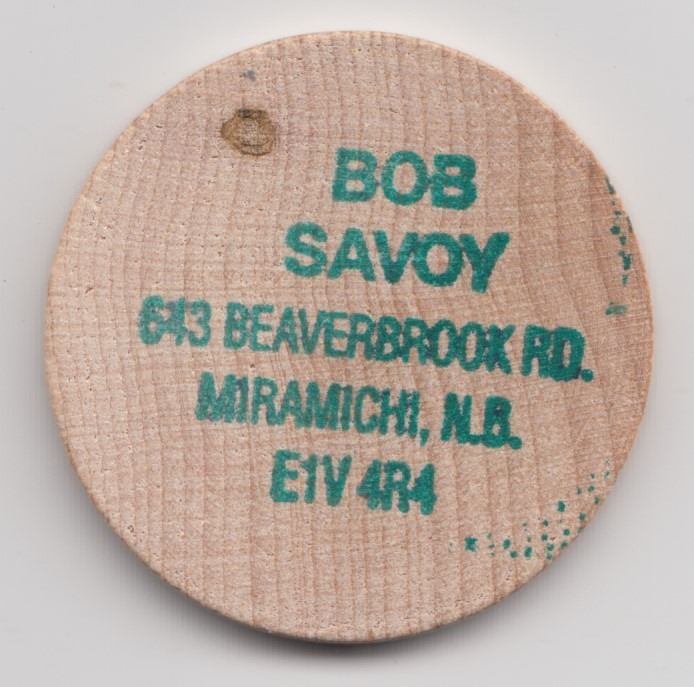 BOB
SAVOY
643 BEAVERBROOK RD.
MIRAMICHI, N.B.
E1V 4R4